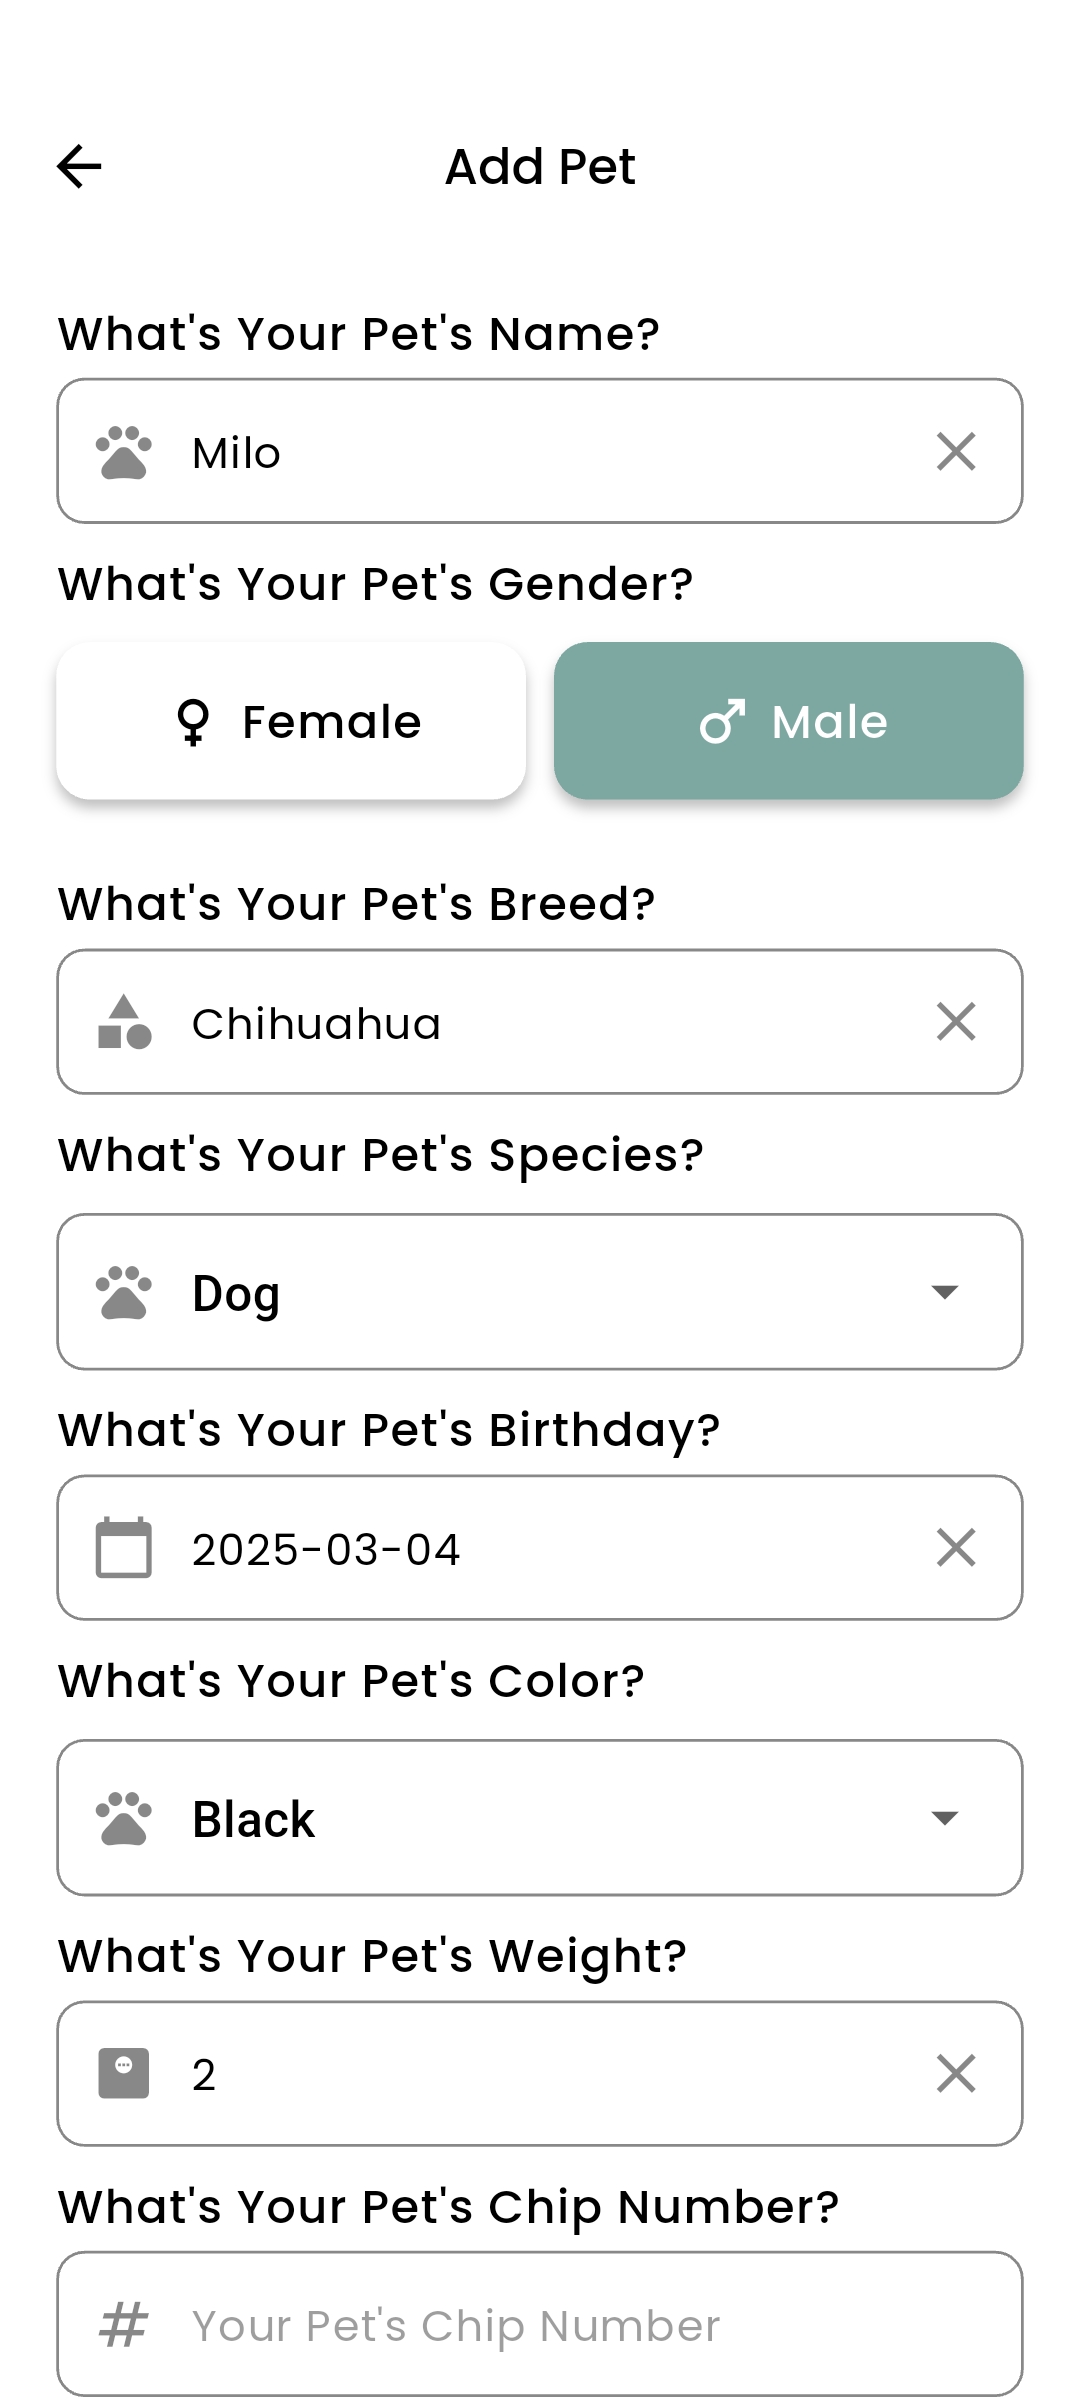 Add Pet
What's Your Pet's Name?
Milo
What's Your Pet's Gender?
Female
Male
What's Your Pet's Breed?
Chihuahua
What's Your Pet's Species?
Dog
What's Your Pet's Birthday?
2025-03-04
What's Your Pet's Color?
Black
What's Your Pet's Weight?
2
What's Your Pet's Chip Number?
# Your Pet's Chip Number